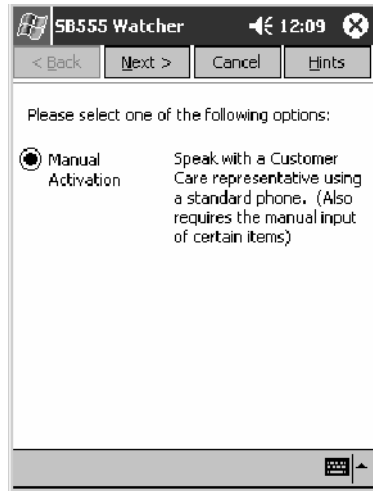 SB555 Watcher 12:09
< Back Next > Cancel Hints
Please select one of the following options:
Manual Speak with a Customer
Activation Care representative using
a standard phone. (Also
requires the manual input
of certain items)